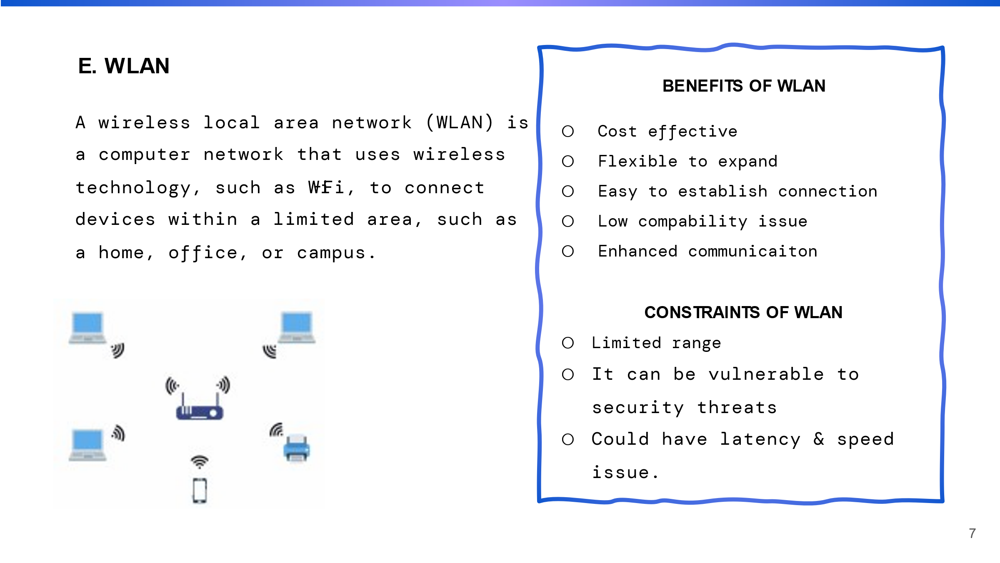 E. WLAN
A wireless local area network (WLAN) is
a computer network that uses wireless
technology, such as Wi-Fi, to connect
devices within a limited area, such as
a home, office, or campus.
BENEFITS OF WLAN
○ Cost effective
○ Flexible to expand
○ Easy to establish connection
○ Low compability issue
○ Enhanced communicaiton
CONSTRAINTS OF WLAN
○ Limited range
○ It can be vulnerable to
security threats
○ Could have latency & speed
issue.
7